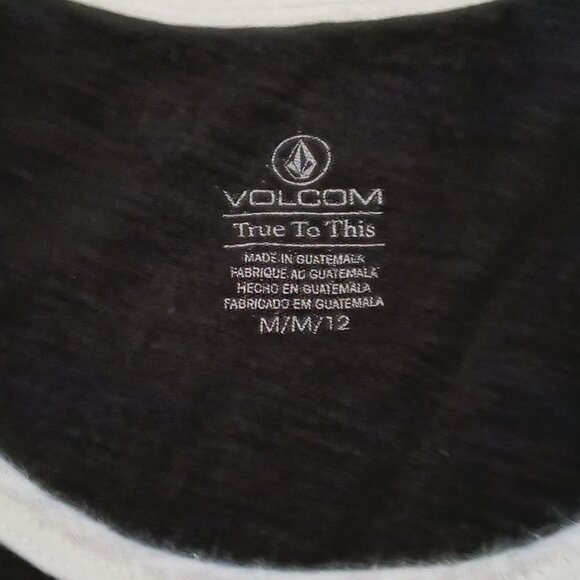 VOLCOM
True To This
MADE IN GUATEMALA
FABRIQUE AU GUATEMALA
HECHO EN GUATEMALA
FABRICADO EM GUATEMALA
M/M/12